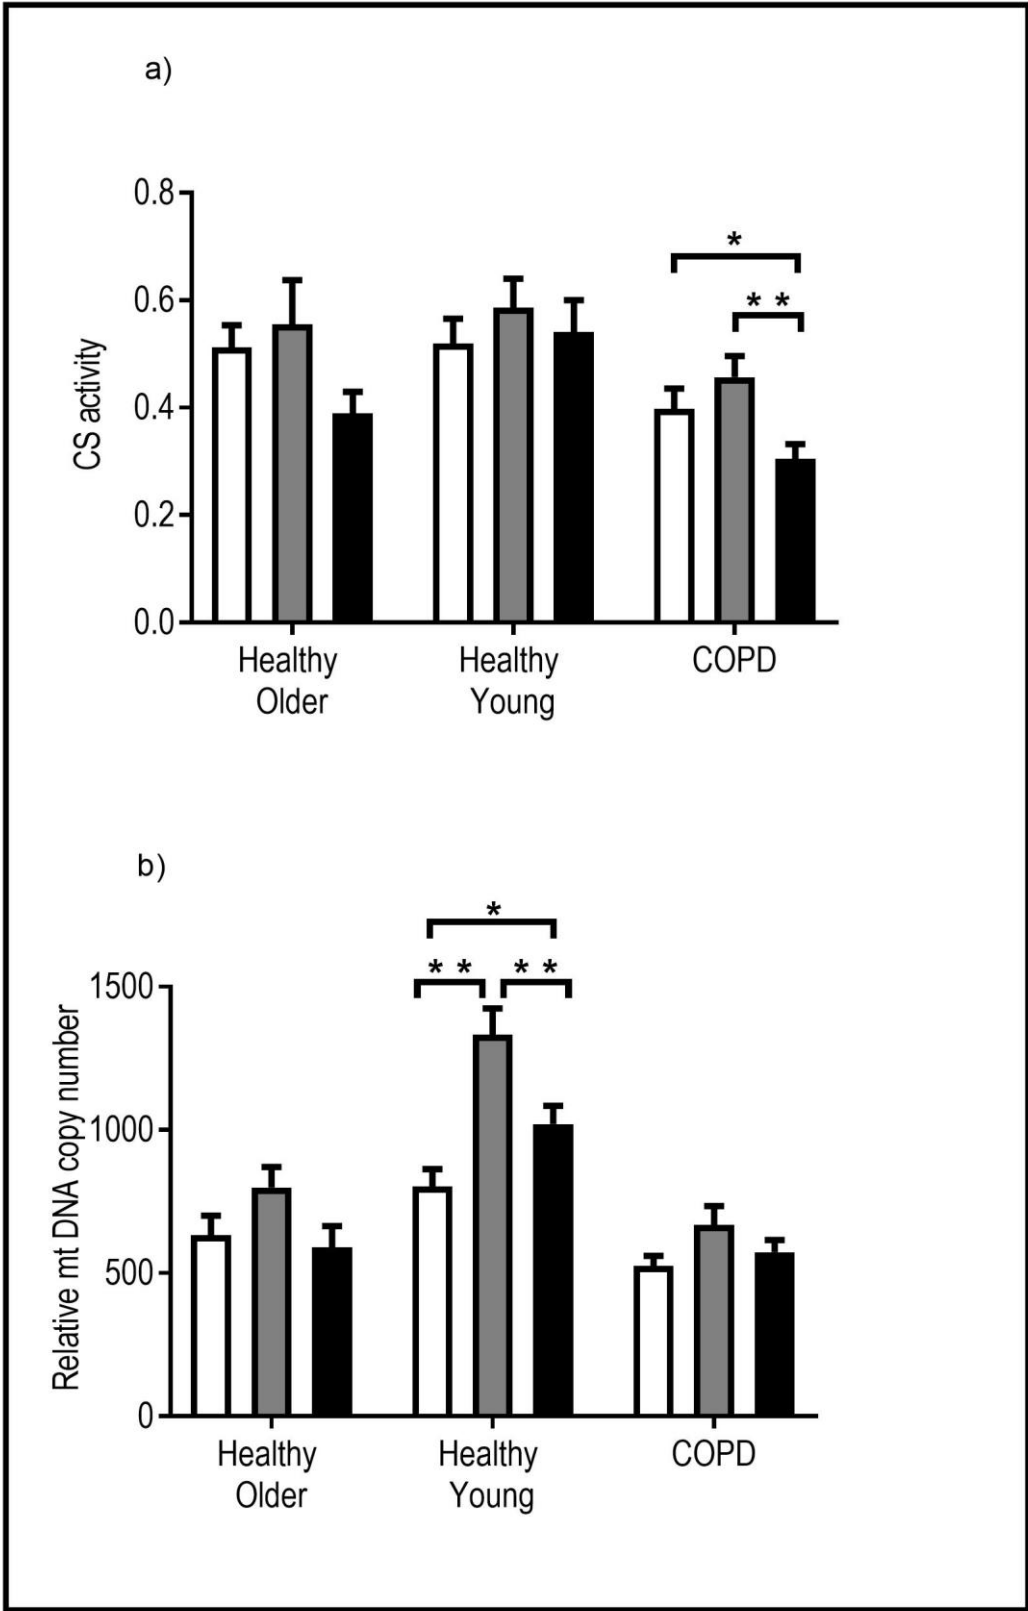 a)
CS activity
0.8
0.6
0.4
0.2
0.0
*
* *
Healthy
Older
Healthy
Young
COPD
b)
Relative mt DNA copy number
1500
1000
500
0
*
* *
* *
Healthy
Older
Healthy
Young
COPD